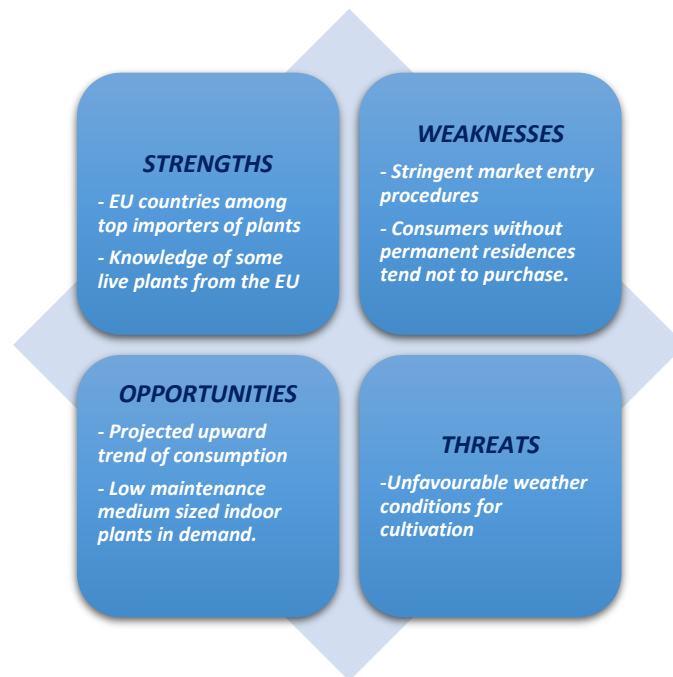 STRENGTHS
- EU countries among
top importers of plants
- Knowledge of some
live plants from the EU
WEAKNESSES
- Stringent market entry
procedures
- Consumers without
permanent residences
tend not to purchase.
OPPORTUNITIES
- Projected upward
trend of consumption
- Low maintenance
medium sized indoor
plants in demand.
THREATS
-Unfavourable weather
conditions for
cultivation